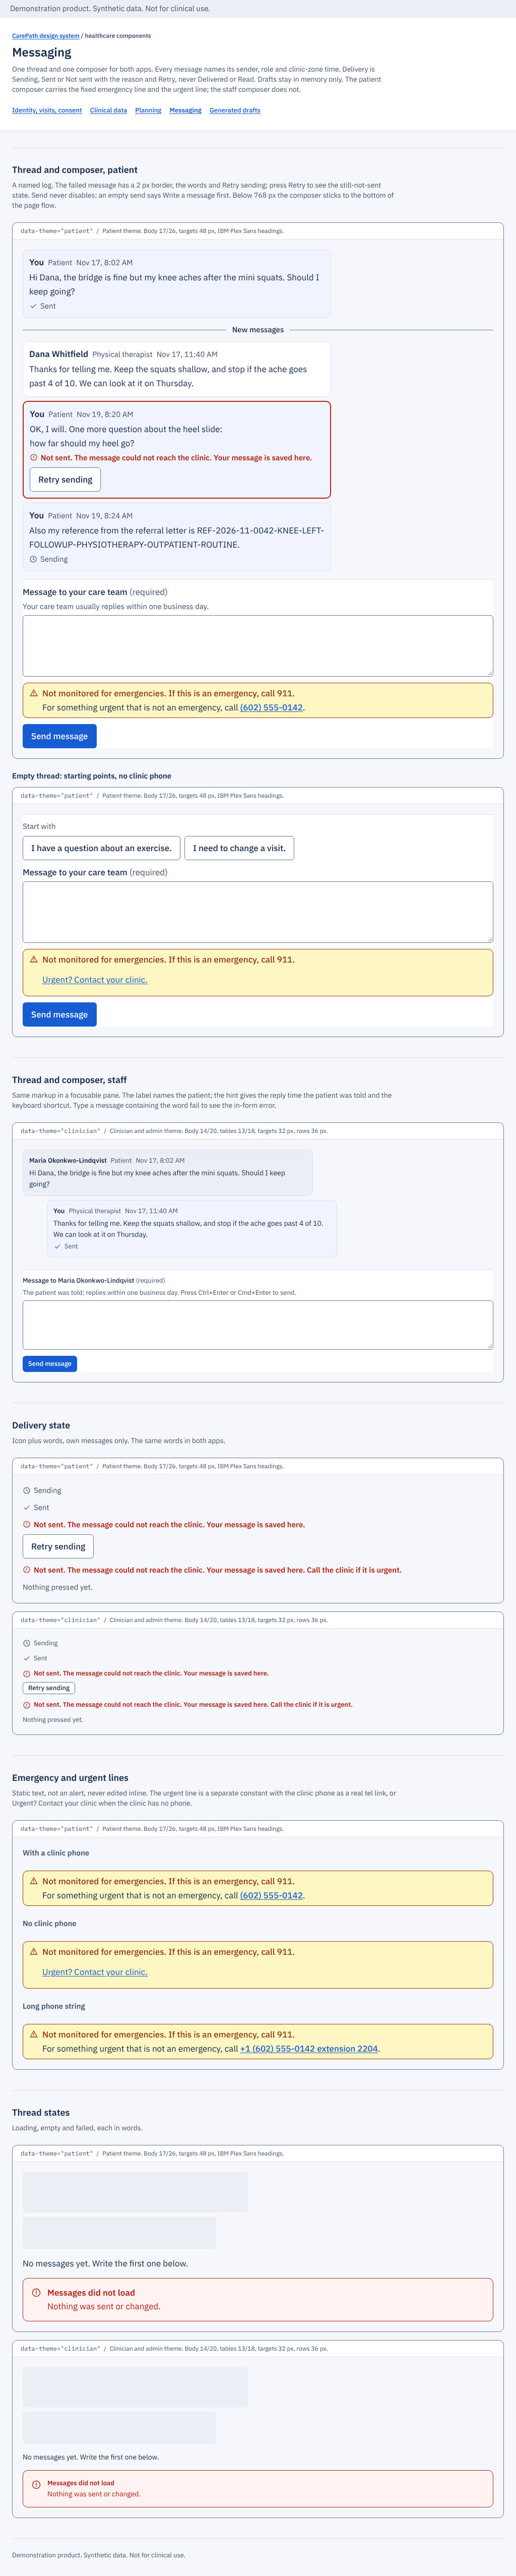 Demonstration product. Synthetic data. Not for clinical use.
CarePath design system / healthcare components
Messaging
One thread and one composer for both apps. Every message names its sender, role and clinic-zone time. Delivery is
Sending, Sent or Not sent with the reason and Retry, never Delivered or Read. Drafts stay in memory only. The patient
composer carries the fixed emergency line and the urgent line; the staff composer does not.
Identity, visits, consent Clinical data Planning Messaging Generated drafts
Thread and composer, patient
A named log. The failed message has a 2 px border, the words and Retry sending; press Retry to see the still-not-sent
state. Send never disables: an empty send says Write a message first. Below 768 px the composer sticks to the bottom of
the page flow.
data-theme="patient" / Patient theme. Body 17/26, targets 48 px, IBM Plex Sans headings.
You Patient Nov 17, 8:02 AM
Hi Dana, the bridge is fine but my knee aches after the mini squats. Should I
keep going?
Sent
New messages
Dana Whitfield Physical therapist Nov 17, 11:40 AM
Thanks for telling me. Keep the squats shallow, and stop if the ache goes
past 4 of 10. We can look at it on Thursday.
You Patient Nov 19, 8:20 AM
OK, I will. One more question about the heel slide:
how far should my heel go?
Not sent. The message could not reach the clinic. Your message is saved here.
Retry sending
You Patient Nov 19, 8:24 AM
Also my reference from the referral letter is REF-2026-11-0042-KNEE-LEFT-
FOLLOWUP-PHYSIOTHERAPY-OUTPATIENT-ROUTINE.
Sending
Message to your care team (required)
Your care team usually replies within one business day.
Not monitored for emergencies. If this is an emergency, call 911.
For something urgent that is not an emergency, call (602) 555-0142.
Send message
Empty thread: starting points, no clinic phone
data-theme="patient" / Patient theme. Body 17/26, targets 48 px, IBM Plex Sans headings.
Start with
I have a question about an exercise. I need to change a visit.
Message to your care team (required)
Not monitored for emergencies. If this is an emergency, call 911.
Urgent? Contact your clinic.
Send message
Thread and composer, staff
Same markup in a focusable pane. The label names the patient; the hint gives the reply time the patient was told and the
keyboard shortcut. Type a message containing the word fail to see the in-form error.
data-theme="clinician" / Clinician and admin theme. Body 14/20, tables 13/18, targets 32 px, rows 36 px.
Maria Okonkwo-Lindqvist Patient Nov 17, 8:02 AM
Hi Dana, the bridge is fine but my knee aches after the mini squats. Should I keep
going?
You Physical therapist Nov 17, 11:40 AM
Thanks for telling me. Keep the squats shallow, and stop if the ache goes past 4 of 10.
We can look at it on Thursday.
Sent
Message to Maria Okonkwo-Lindqvist (required)
The patient was told: replies within one business day. Press Ctrl+Enter or Cmd+Enter to send.
Send message
Delivery state
Icon plus words, own messages only. The same words in both apps.
data-theme="patient" / Patient theme. Body 17/26, targets 48 px, IBM Plex Sans headings.
Sending
Sent
Not sent. The message could not reach the clinic. Your message is saved here.
Retry sending
Not sent. The message could not reach the clinic. Your message is saved here. Call the clinic if it is urgent.
Nothing pressed yet.
data-theme="clinician" / Clinician and admin theme. Body 14/20, tables 13/18, targets 32 px, rows 36 px.
Sending
Sent
Not sent. The message could not reach the clinic. Your message is saved here.
Retry sending
Not sent. The message could not reach the clinic. Your message is saved here. Call the clinic if it is urgent.
Nothing pressed yet.
Emergency and urgent lines
Static text, not an alert, never edited inline. The urgent line is a separate constant with the clinic phone as a real tel link, or
Urgent? Contact your clinic when the clinic has no phone.
data-theme="patient" / Patient theme. Body 17/26, targets 48 px, IBM Plex Sans headings.
With a clinic phone
Not monitored for emergencies. If this is an emergency, call 911.
For something urgent that is not an emergency, call (602) 555-0142.
No clinic phone
Not monitored for emergencies. If this is an emergency, call 911.
Urgent? Contact your clinic.
Long phone string
Not monitored for emergencies. If this is an emergency, call 911.
For something urgent that is not an emergency, call +1 (602) 555-0142 extension 2204.
Thread states
Loading, empty and failed, each in words.
data-theme="patient" / Patient theme. Body 17/26, targets 48 px, IBM Plex Sans headings.
No messages yet. Write the first one below.
Messages did not load
Nothing was sent or changed.
data-theme="clinician" / Clinician and admin theme. Body 14/20, tables 13/18, targets 32 px, rows 36 px.
No messages yet. Write the first one below.
Messages did not load
Nothing was sent or changed.
Demonstration product. Synthetic data. Not for clinical use.